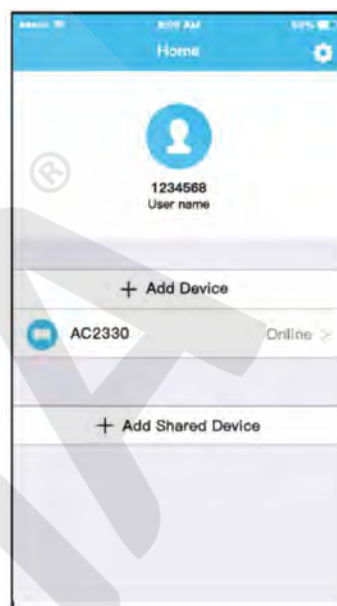 Home
1234568
User name
+ Add Device
AC2330
Online >
+ Add Shared Device
®